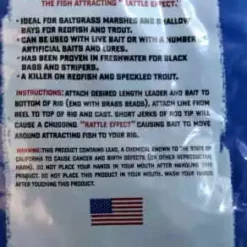 THE FISH ATTRACTING "RATTLE EFFECT."
• IDEAL FOR SALTGRASS MARSHES AND SHALLOW
BAYS FOR REDFISH AND TROUT.
• CAN BE USED WITH LIVE BAIT OR WITH A NUMBER
ARTIFICIAL BAITS AND LURES.
• HAS BEEN PROVEN IN FRESHWATER FOR BLACK
BASS AND STRIPERS.
• A KILLER ON REDFISH AND SPECKLED TROUT.
INSTRUCTIONS: ATTACH DESIRED LENGTH LEADER AND BAIT TO
BOTTOM OF RIG (END WITH BRASS BEADS). ATTACH LINE FROM
REEL TO TOP OF RIG AND CAST. SHORT JERKS OF ROD TIP WILL
CAUSE A CHUGGING "RATTLE EFFECT" CAUSING BAIT TO MOVE
AROUND ATTRACTING FISH TO YOUR RIG.
WARNING: THIS PRODUCT CONTAINS LEAD, A CHEMICAL KNOWN TO THE STATE OF
CALIFORNIA TO CAUSE CANCER AND BIRTH DEFECTS (OR OTHER REPRODUCTIVE
HARM). DO NOT PLACE YOUR HANDS IN YOUR MOUTH AFTER HANDLING THIS
PRODUCT. DO NOT PLACE THIS PRODUCT IN YOUR MOUTH. WASH YOUR HANDS
AFTER TOUCHING THIS PRODUCT.